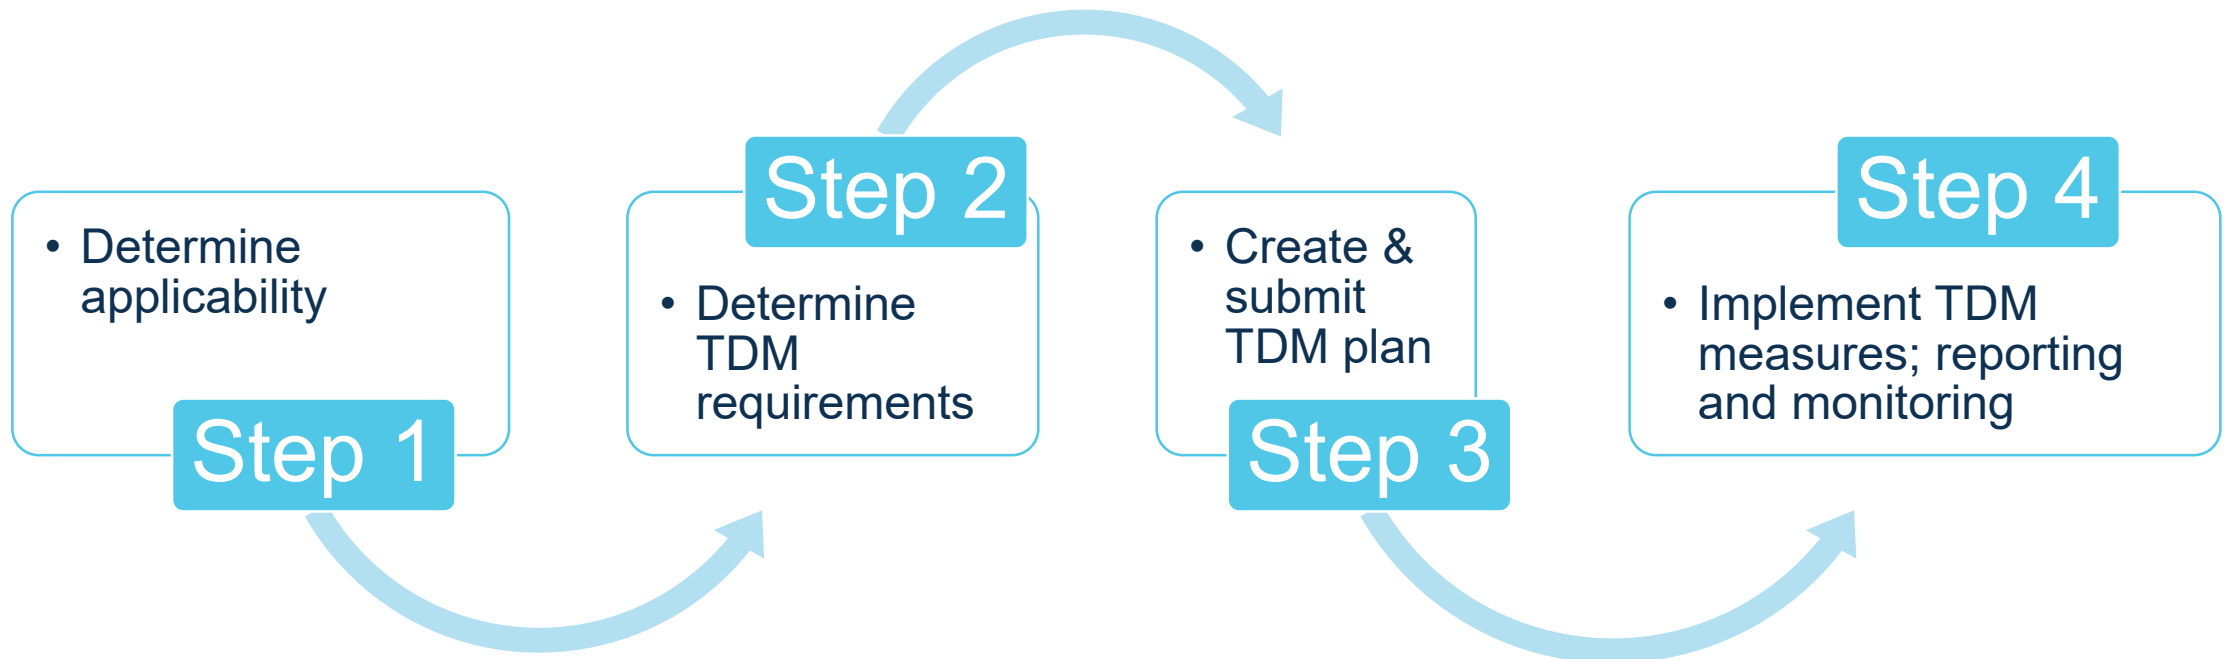 • Determine
applicability
Step 1
Step 2
• Determine
TDM
requirements
• Create &
submit
TDM plan
Step 3
Step 4
• Implement TDM
measures; reporting
and monitoring